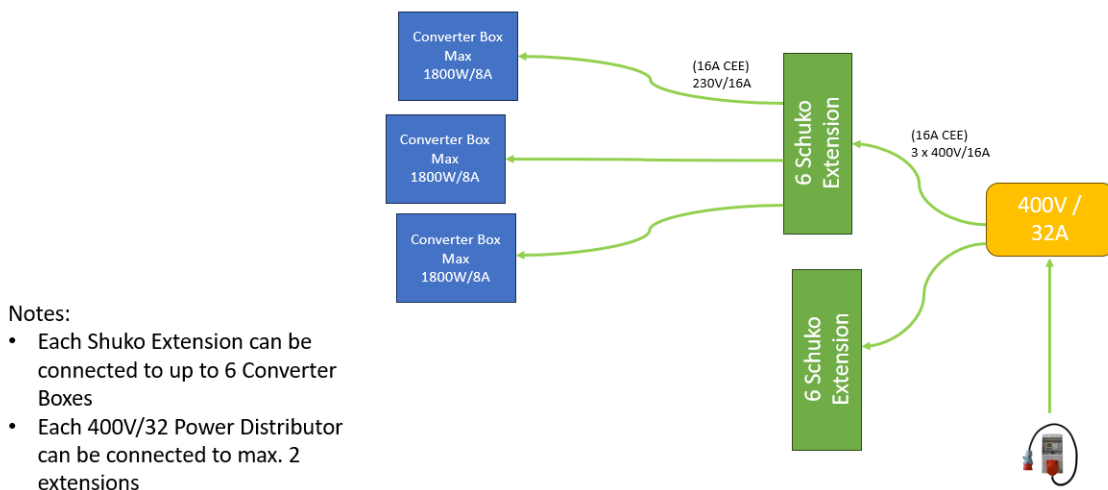 Converter Box
Max
1800W/8A
(16A CEE)
230V/16A
6 Schuko
Extension
(16A CEE)
3 x 400V/16A
Converter Box
Max
1800W/8A
400V /
32A
Converter Box
Max
1800W/8A
6 Schuko
Extension
Notes:
• Each Shuko Extension can be
connected to up to 6 Converter
Boxes
• Each 400V/32 Power Distributor
can be connected to max. 2
extensions